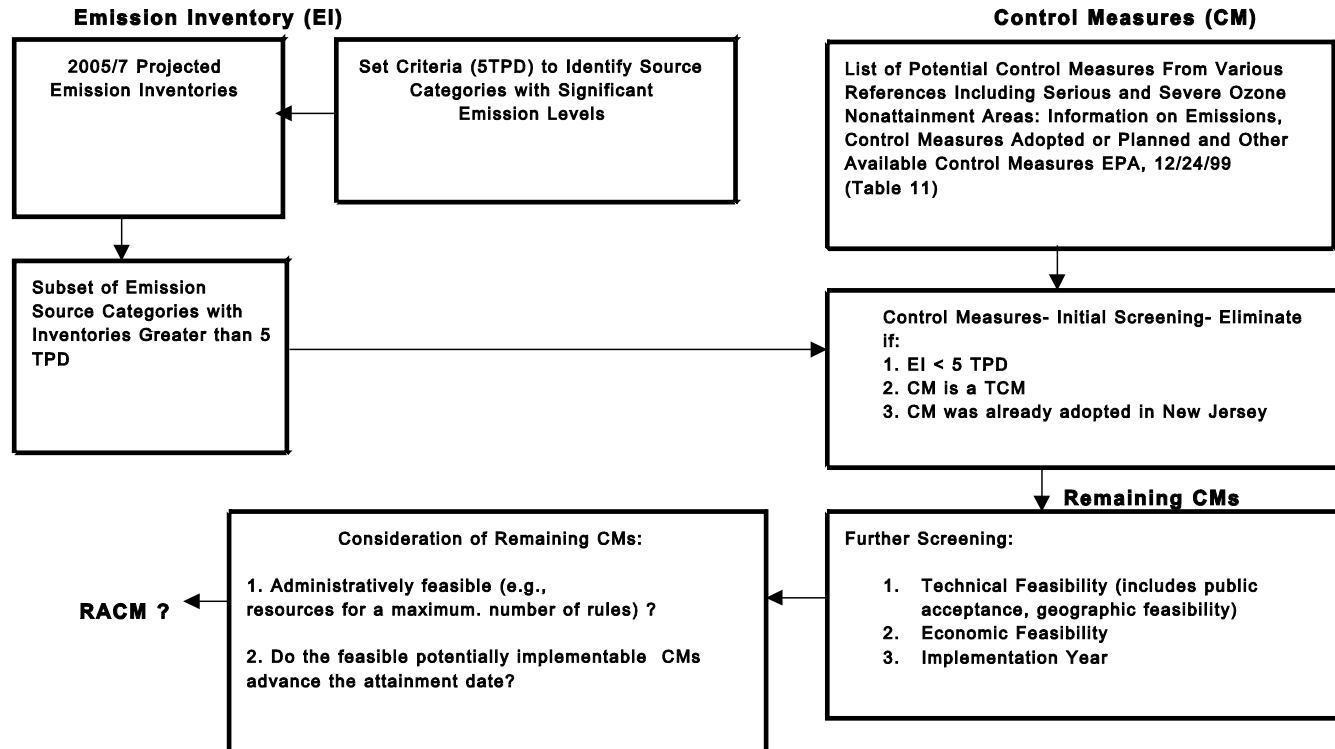 Emission Inventory (EI)
Control Measures (CM)
2005/7 Projected
Emission Inventories
Set Criteria (5TPD) to Identify Source
Categories with Significant
Emission Levels
List of Potential Control Measures From Various
References Including Serious and Severe Ozone
Nonattainment Areas: Information on Emissions,
Control Measures Adopted or Planned and Other
Available Control Measures EPA, 12/24/99
(Table 11)
Subset of Emission
Source Categories with
Inventories Greater than 5
TPD
Control Measures- Initial Screening- Eliminate
if:
1. EI < 5 TPD
2. CM is a TCM
3. CM was already adopted in New Jersey
Remaining CMs
Further Screening:
1. Technical Feasibility (includes public
acceptance, geographic feasibility)
2. Economic Feasibility
3. Implementation Year
Consideration of Remaining CMs:
1. Administratively feasible (e.g.,
resources for a maximum. number of rules) ?
2. Do the feasible potentially implementable CMs
advance the attainment date?
RACM ?